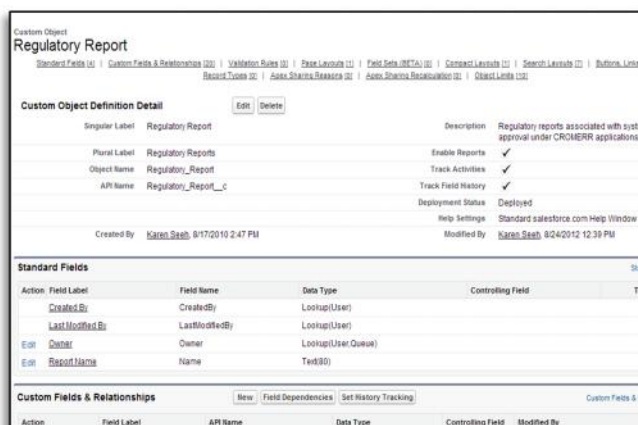 Custom Object
Regulatory Report
Standard Fields [4] | Custom Fields & Relationships [20] | Validation Rules [0] | Page Layouts [1] | Field Sets (BETA) [0] | Compact Layouts [1] | Search Layouts [7] | Buttons, Links
Record Types [0] | Apex Sharing Reasons [0] | Apex Sharing Recalculation [0] | Object Limits [10]
Custom Object Definition Detail Edit Delete
Singular Label Regulatory Report Description Regulatory reports associated with syst
approval under CROMERR applications
Plural Label Regulatory Reports Enable Reports ✓
Object Name Regulatory_Report Track Activities ✓
API Name Regulatory_Report__c Track Field History ✓
Deployment Status Deployed
Help Settings Standard salesforce.com Help Window
Created By Karen Seeh, 8/17/2010 2:47 PM Modified By Karen Seeh, 8/24/2012 12:39 PM
Standard Fields St
Action Field Label Field Name Data Type Controlling Field T
Created By CreatedBy Lookup(User)
Last Modified By LastModifiedBy Lookup(User)
Edit Owner Owner Lookup(User,Queue)
Edit Report Name Name Text(80)
Custom Fields & Relationships New Field Dependencies Set History Tracking Custom Fields &
Action Field Label API Name Data Type Controlling Field Modified By